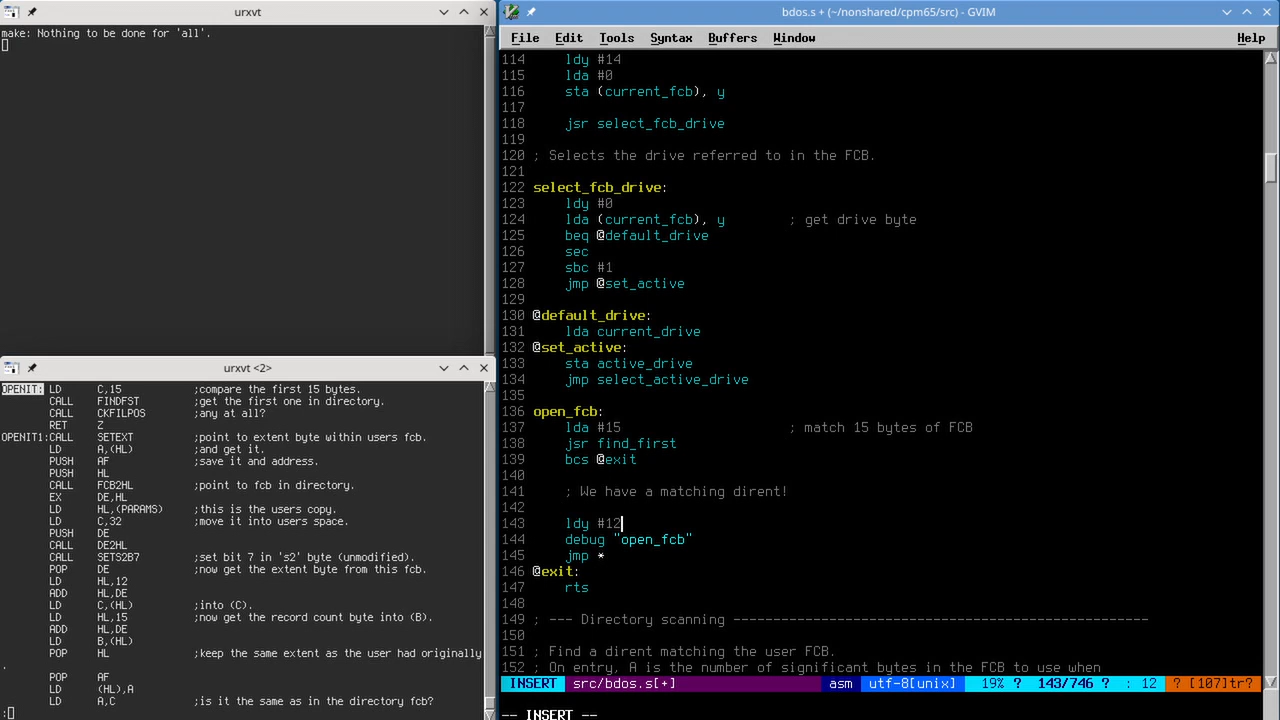 urxvt
make: Nothing to be done for 'all'.
urxvt <2>
OPENIT: LD C,15 ;compare the first 15 bytes.
CALL FINDFST ;get the first one in directory.
CALL CKFILPOS ;any at all?
RET Z
OPENIT1:CALL SETEXT ;point to extent byte within users fcb.
LD A,(HL) ;and get it.
PUSH AF ;save it and address.
PUSH HL
CALL FCB2HL ;point to fcb in directory.
EX DE,HL
LD HL,(PARAMS) ;this is the users copy.
LD C,32 ;move it into users space.
PUSH DE
CALL DE2HL
CALL SETS2B7 ;set bit 7 in 's2' byte (unmodified).
POP DE ;now get the extent byte from this fcb.
LD HL,12
ADD HL,DE
LD C,(HL) ;into (C).
LD HL,15 ;now get the record count byte into (B).
ADD HL,DE
LD B,(HL)
POP HL ;keep the same extent as the user had originally
.
POP AF
LD (HL),A
LD A,C ;is it the same as in the directory fcb?
:
bdos.s + (~/nonshared/cpm65/src) - GVIM
File Edit Tools Syntax Buffers Window Help
114 ldy #14
115 lda #0
116 sta (current_fcb), y
117
118 jsr select_fcb_drive
119
120 ; Selects the drive referred to in the FCB.
121
122 select_fcb_drive:
123 ldy #0
124 lda (current_fcb), y ; get drive byte
125 beq @default_drive
126 sec
127 sbc #1
128 jmp @set_active
129
130 @default_drive:
131 lda current_drive
132 @set_active:
133 sta active_drive
134 jmp select_active_drive
135
136 open_fcb:
137 lda #15 ; match 15 bytes of FCB
138 jsr find_first
139 bcs @exit
140
141 ; We have a matching dirent!
142
143 ldy #12
144 debug "open_fcb"
145 jmp *
146 @exit:
147 rts
148
149 ; --- Directory scanning ----------------------------------------------------
150
151 ; Find a dirent matching the user FCB.
152 ; On entry, A is the number of significant bytes in the FCB to use when
INSERT src/bdos.s[+] asm utf-8[unix] 19% ? 143/746 ? : 12 ? [107]tr?
-- INSERT --